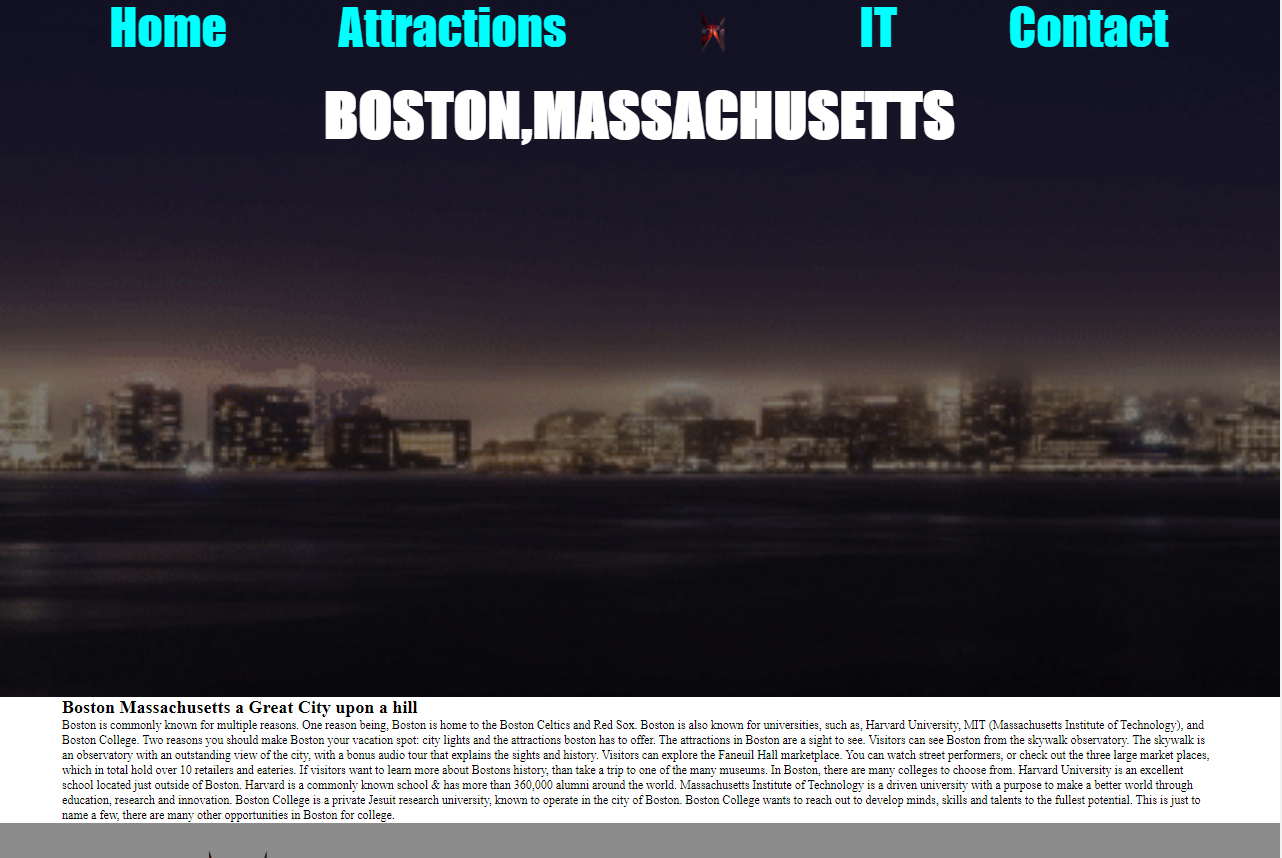 Home Attractions IT Contact
BOSTON,MASSACHUSETTS
Boston Massachusetts a Great City upon a hill
Boston is commonly known for multiple reasons. One reason being, Boston is home to the Boston Celtics and Red Sox. Boston is also known for universities, such as, Harvard University, MIT (Massachusetts Institute of Technology), and
Boston College. Two reasons you should make Boston your vacation spot: city lights and the attractions boston has to offer. The attractions in Boston are a sight to see. Visitors can see Boston from the skywalk observatory. The skywalk is
an observatory with an outstanding view of the city, with a bonus audio tour that explains the sights and history. Visitors can explore the Faneuil Hall marketplace. You can watch street performers, or check out the three large market places,
which in total hold over 10 retailers and eateries. If visitors want to learn more about Bostons history, than take a trip to one of the many museums. In Boston, there are many colleges to choose from. Harvard University is an excellent
school located just outside of Boston. Harvard is a commonly known school & has more than 360,000 alumni around the world. Massachusetts Institute of Technology is a driven university with a purpose to make a better world through
education, research and innovation. Boston College is a private Jesuit research university, known to operate in the city of Boston. Boston College wants to reach out to develop minds, skills and talents to the fullest potential. This is just to
name a few, there are many other opportunities in Boston for college.